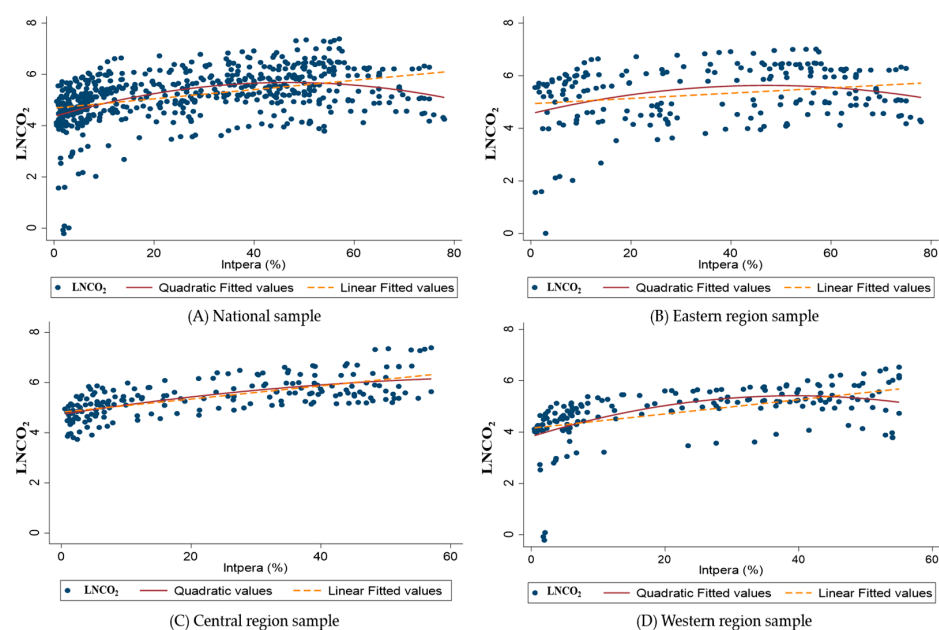 8
6
4
2
0
LNCO₂
0 20 40 60 80
Intpera (%)
LNCO₂ Quadratic Fitted values Linear Fitted values
(A) National sample
8
6
4
2
0
LNCO₂
0 20 40 60 80
Intpera (%)
LNCO₂ Quadratic Fitted values Linear Fitted values
(B) Eastern region sample
8
6
4
2
0
LNCO₂
0 20 40 60
Intpera (%)
LNCO₂ Quadratic values Linear Fitted values
(C) Central region sample
8
6
4
2
0
LNCO₂
0 20 40 60
Intpera (%)
LNCO₂ Quadratic Fitted values Linear Fitted values
(D) Western region sample